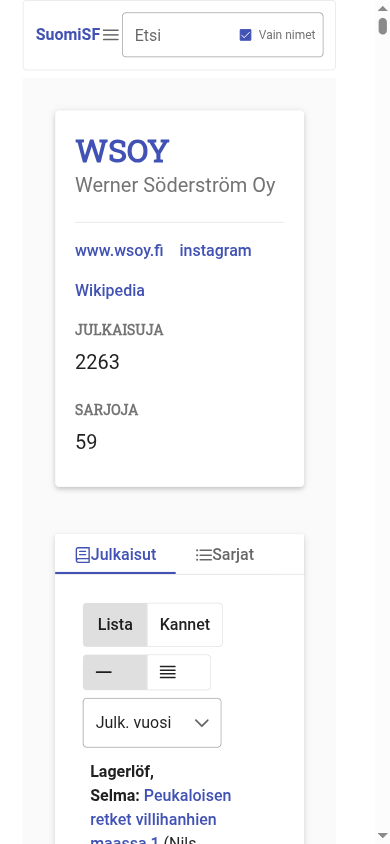 SuomiSF
Etsi
Vain nimet
WSOY
Werner Söderström Oy
www.wsoy.fi instagram
Wikipedia
JULKAISUJA
2263
SARJOJA
59
Julkaisut Sarjat
Lista Kannet
Julk. vuosi
Lagerlöf,
Selma: Peukaloisen
retket villihanhien
maassa 1 (Nils